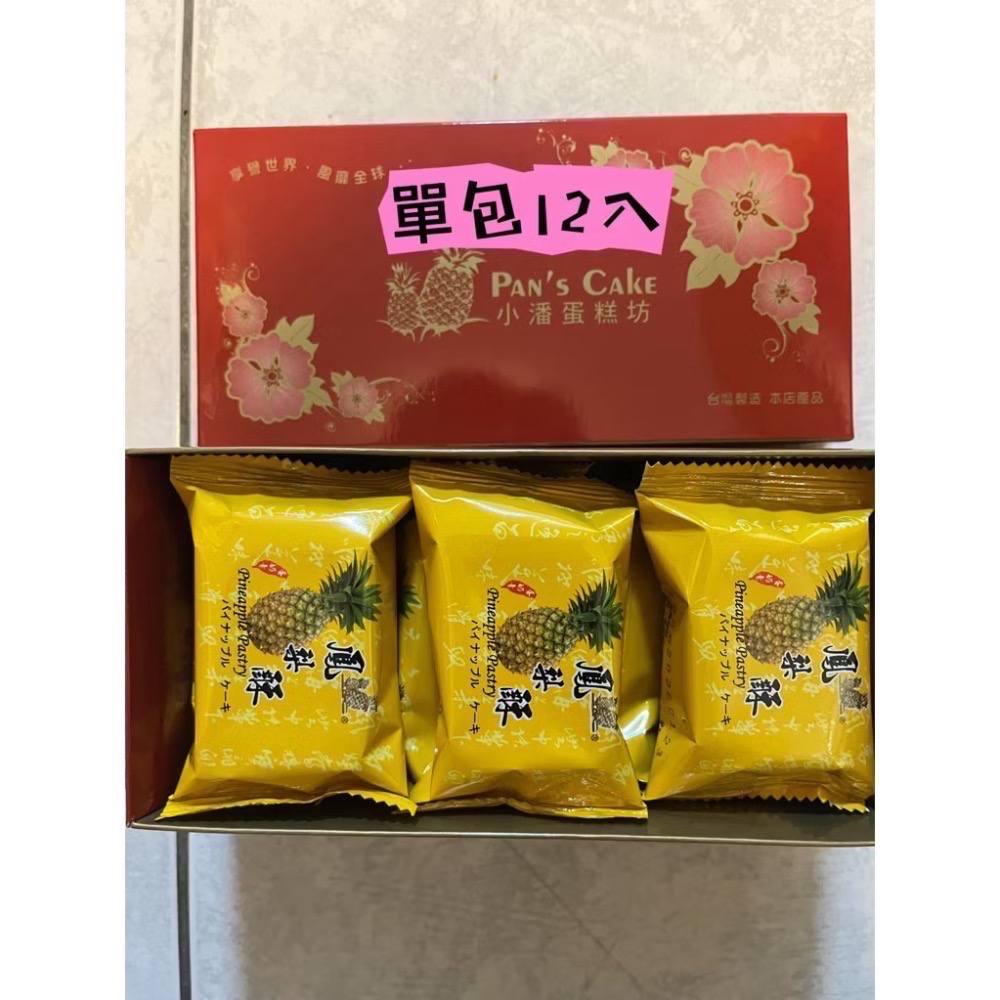 享譽世界．風靡全球
單包12入
PAN'S CAKE
小潘蛋糕坊
台灣製造 本店產品
鳳梨酥
Pineapple Pastry
パイナップル ケーキ
鳳梨酥
Pineapple Pastry
パイナップル ケーキ
鳳梨酥
Pineapple Pastry
パイナップル ケーキ